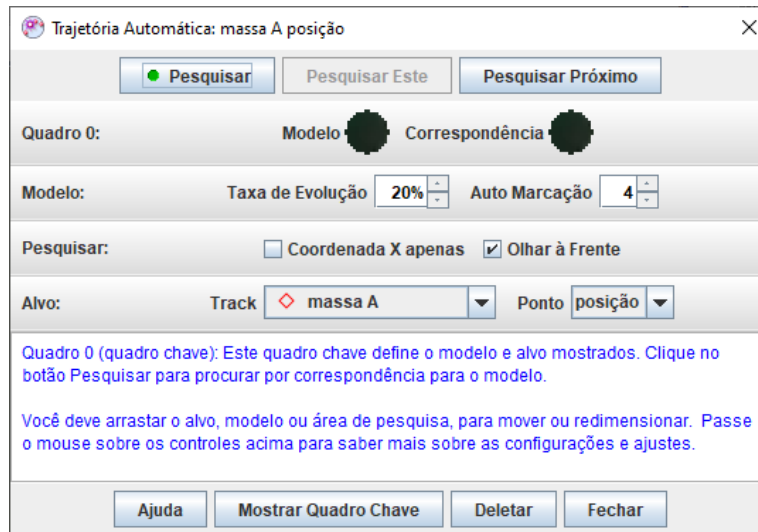 Trajetória Automática: massa A posição
Pesquisar Pesquisar Este Pesquisar Próximo
Quadro 0: Modelo Correspondência
Modelo: Taxa de Evolução 20% Auto Marcação 4
Pesquisar: Coordenada X apenas Olhar à Frente
Alvo: Track massa A Ponto posição
Quadro 0 (quadro chave): Este quadro chave define o modelo e alvo mostrados. Clique no
botão Pesquisar para procurar por correspondência para o modelo.
Você deve arrastar o alvo, modelo ou área de pesquisa, para mover ou redimensionar. Passe
o mouse sobre os controles acima para saber mais sobre as configurações e ajustes.
Ajuda Mostrar Quadro Chave Deletar Fechar